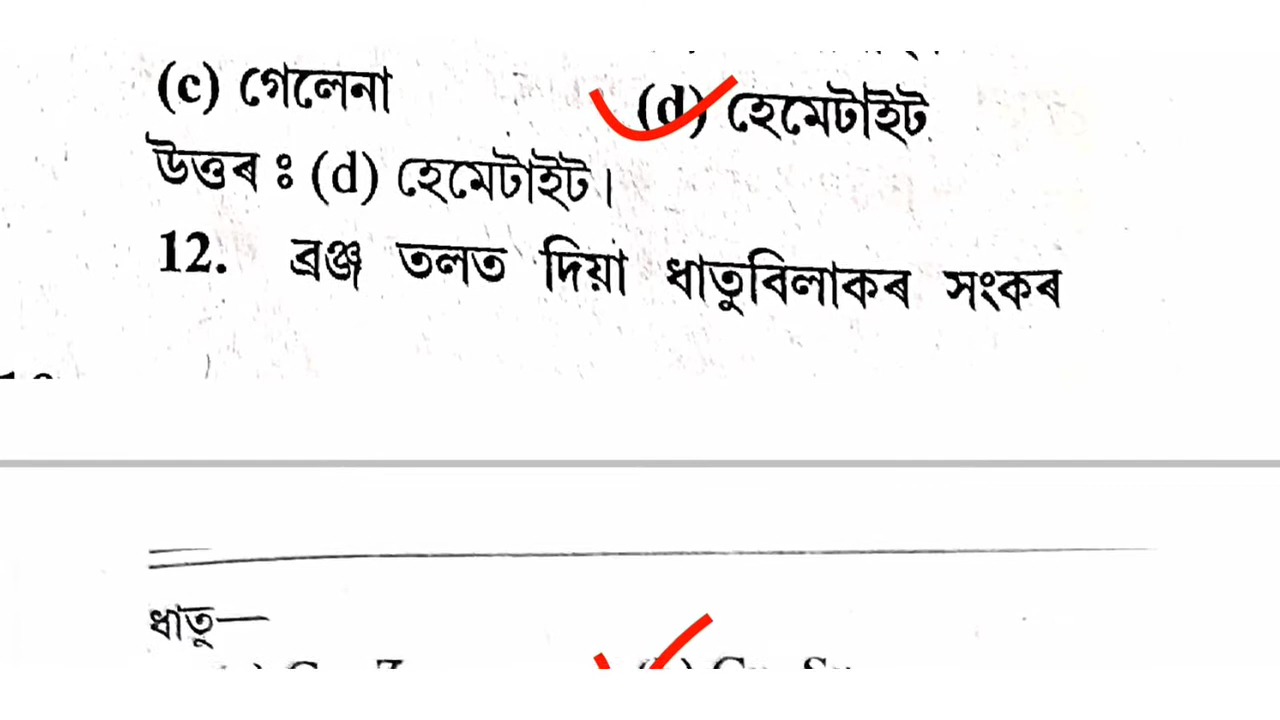 (c) গেলেনা (d) হেমেটাইট
উত্তৰ ঃ (d) হেমেটাইট।
12. ব্ৰঞ্জ তলত দিয়া ধাতুবিলাকৰ সংকৰ
ধাতু—